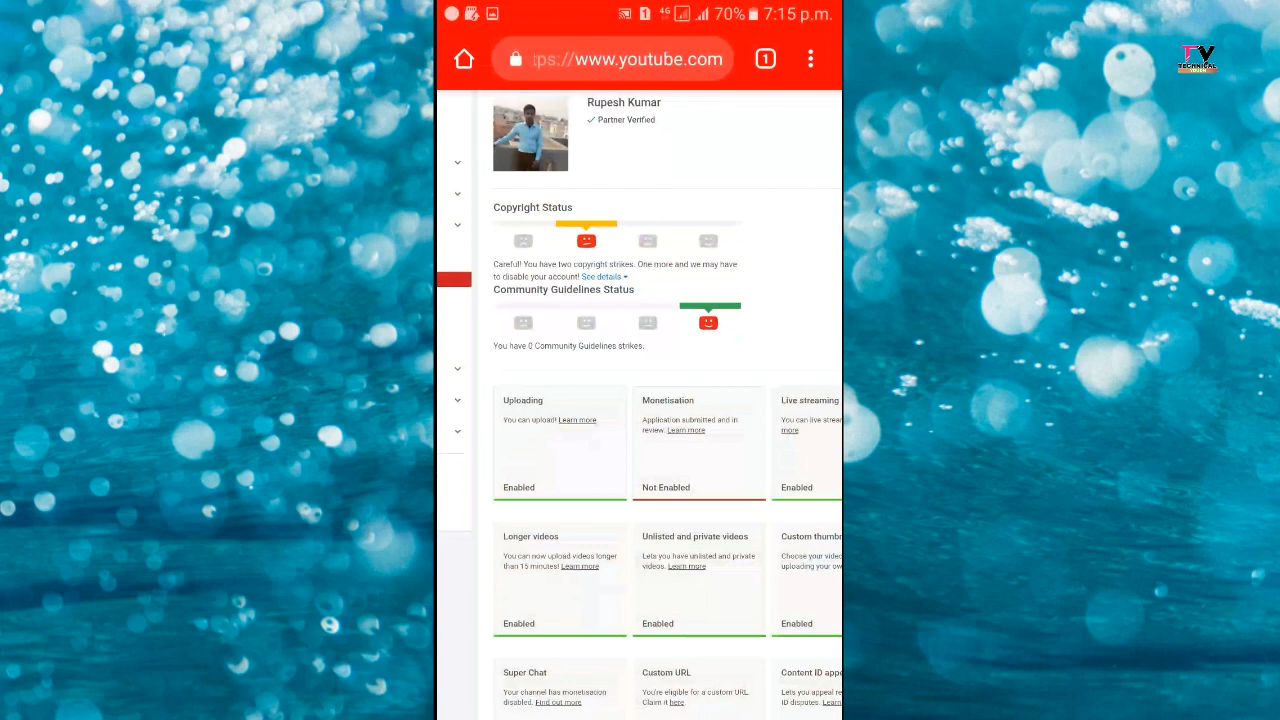 4G 70% 7:15 p.m.
tps://www.youtube.com
1
TV
TECHNICAL
Rupesh Kumar
Partner Verified
Copyright Status
Careful! You have two copyright strikes. One more and we may have
to disable your account! See details
Community Guidelines Status
You have 0 Community Guidelines strikes.
Uploading
You can upload! Learn more
Enabled
Monetisation
Application submitted and in
review. Learn more
Not Enabled
Live streaming
You can live strea
more
Enabled
Longer videos
You can now upload videos longer
than 15 minutes! Learn more
Enabled
Unlisted and private videos
Lets you have unlisted and private
videos. Learn more
Enabled
Custom thumbn
Choose your video
uploading your ow
Enabled
Super Chat
Your channel has monetisation
disabled. Find out more
Custom URL
You're eligible for a custom URL.
Claim it here
Content ID appe
Lets you appeal re
ID disputes. Learn